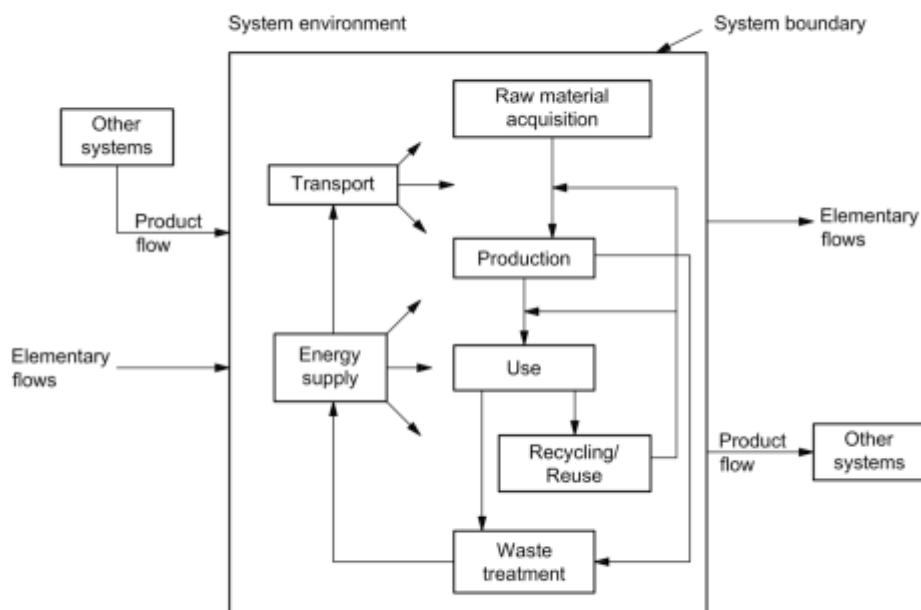 System environment
System boundary
Raw material
acquisition
Other
systems
Transport
Product
flow
Elementary
flows
Production
Energy
supply
Elementary
flows
Use
Recycling/
Reuse
Product
flow
Other
systems
Waste
treatment